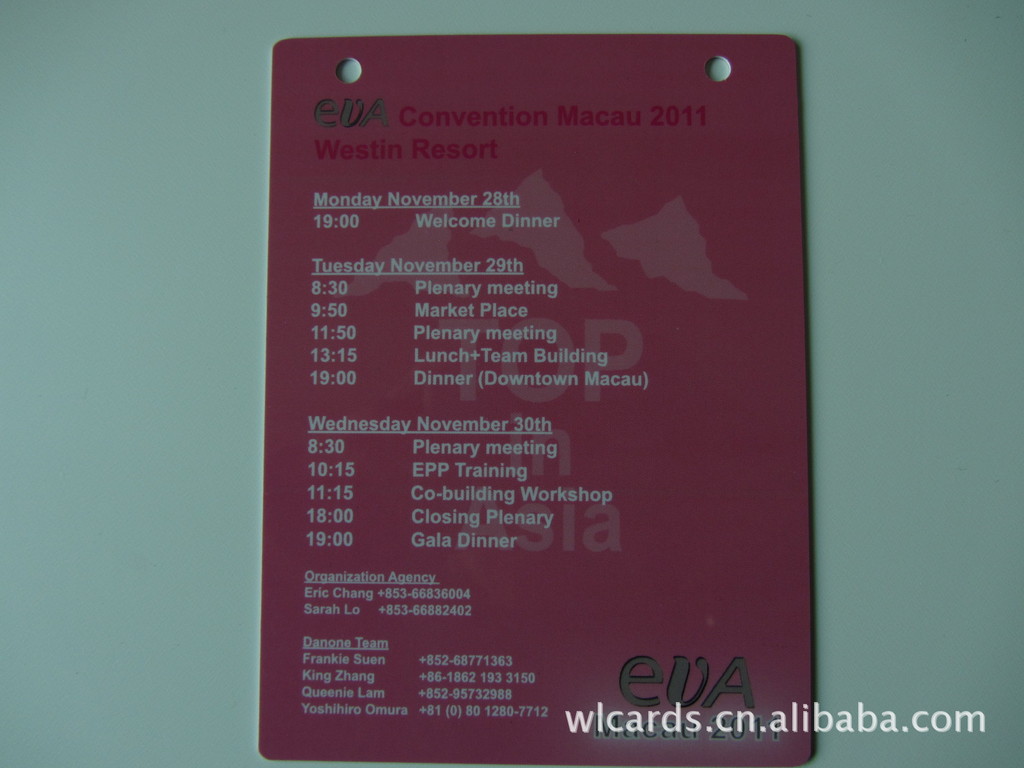 evA Convention Macau 2011
Westin Resort
Monday November 28th
19:00 Welcome Dinner
Tuesday November 29th
8:30 Plenary meeting
9:50 Market Place
11:50 Plenary meeting
13:15 Lunch+Team Building
19:00 Dinner (Downtown Macau)
Wednesday November 30th
8:30 Plenary meeting
10:15 EPP Training
11:15 Co-building Workshop
18:00 Closing Plenary
19:00 Gala Dinner
TOP
in
Asia
Organization Agency
Eric Chang +853-66836004
Sarah Lo +853-66882402
Danone Team
Frankie Suen +852-68771363
King Zhang +86-1862 193 3150
Queenie Lam +852-95732988
Yoshihiro Omura +81 (0) 80 1280-7712
evA
Macau 2011
wlcards.cn.alibaba.com